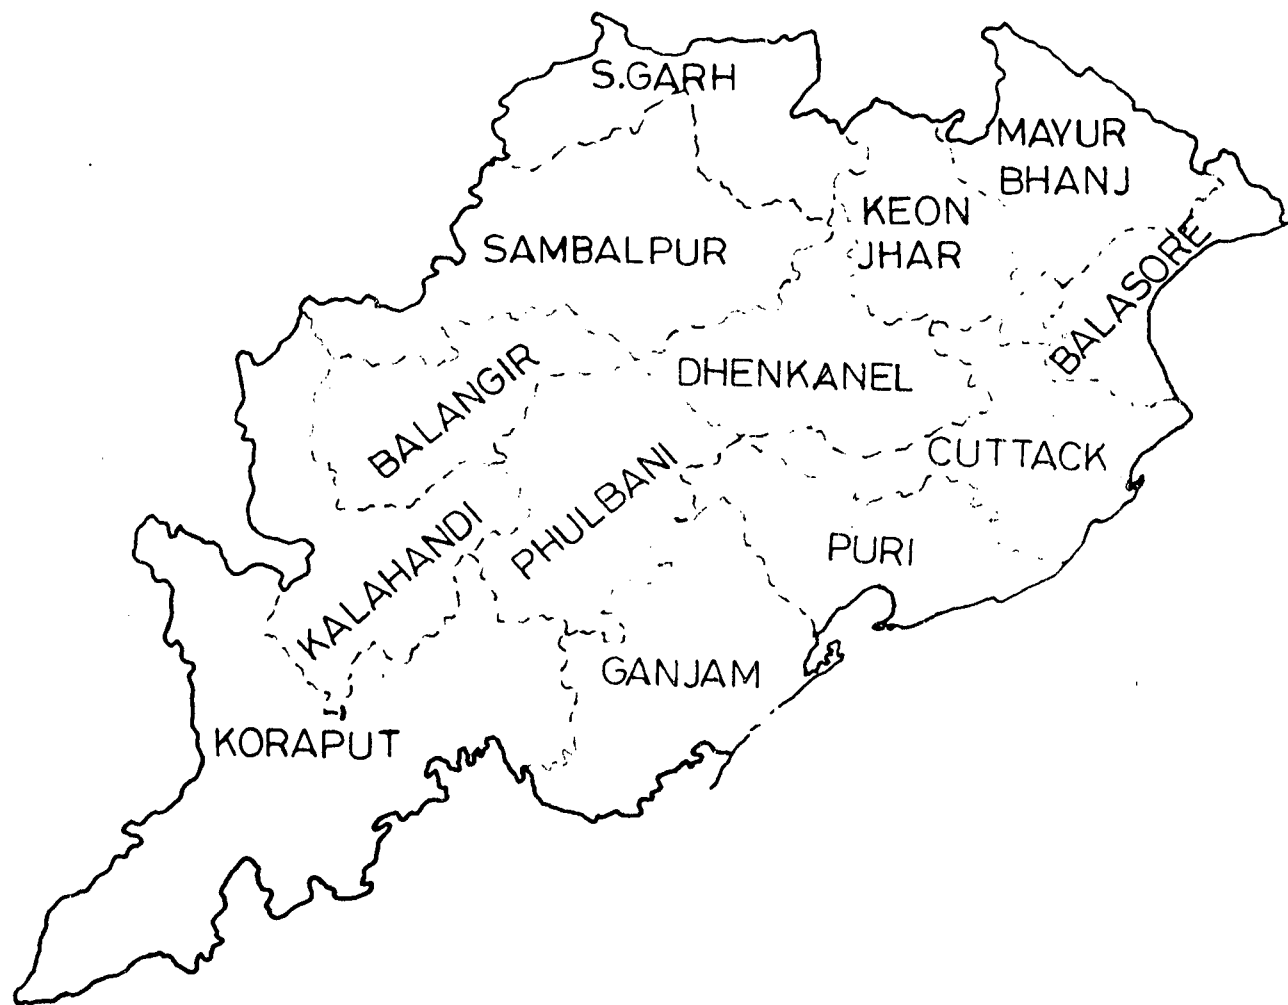 S.GARH
MAYUR
BHANJ
KEON
JHAR
SAMBALPUR
BALASORE
DHENKANEL
BALANGIR
CUTTACK
PHULBANI
KALAHANDI
PURI
GANJAM
KORAPUT